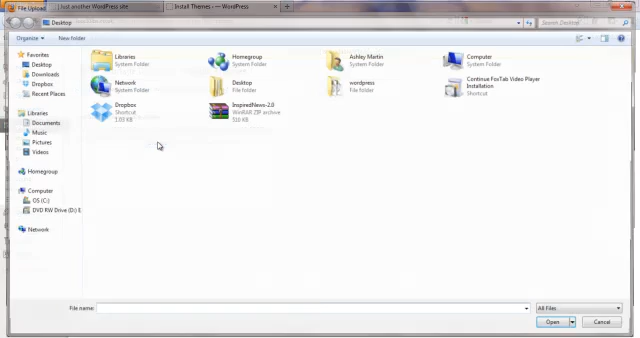 File Upload
Just another WordPress site
Install Themes — WordPress
Desktop
Search Desktop
Organize
New folder
Favorites
Desktop
Downloads
Dropbox
Recent Places
Libraries
Documents
Music
Pictures
Videos
Homegroup
Computer
OS (C:)
DVD RW Drive (D:) E
Network
Libraries
System Folder
Homegroup
System Folder
Ashley Martin
System Folder
Computer
System Folder
Network
System Folder
Desktop
File folder
wordpress
File folder
Continue FoxTab Video Player
Installation
Shortcut
Dropbox
Shortcut
1.03 KB
InspiredNews-2.0
WinRAR ZIP archive
510 KB
File name:
All Files
Open
Cancel